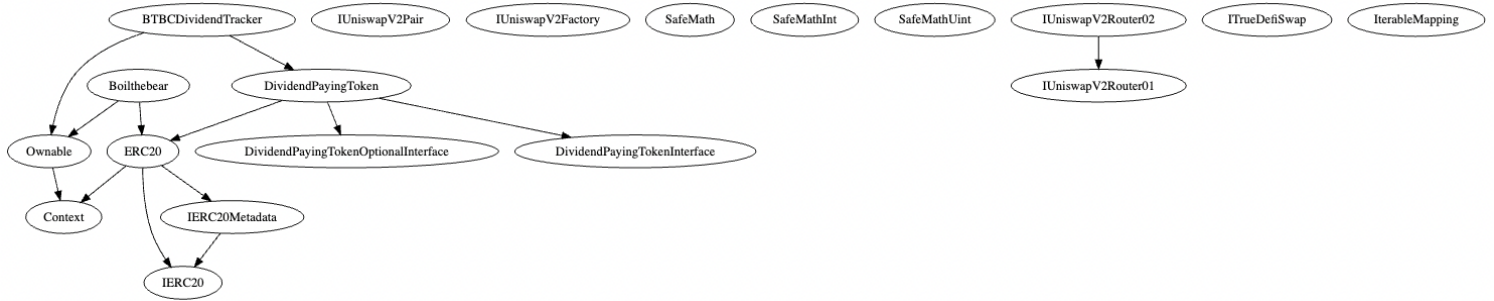 BTBCDividendTracker
IUniswapV2Pair
IUniswapV2Factory
SafeMath
SafeMathInt
SafeMathUint
IUniswapV2Router02
ITrueDefiSwap
IterableMapping
Boilthebear
DividendPayingToken
IUniswapV2Router01
Ownable
ERC20
DividendPayingTokenOptionalInterface
DividendPayingTokenInterface
Context
IERC20Metadata
IERC20